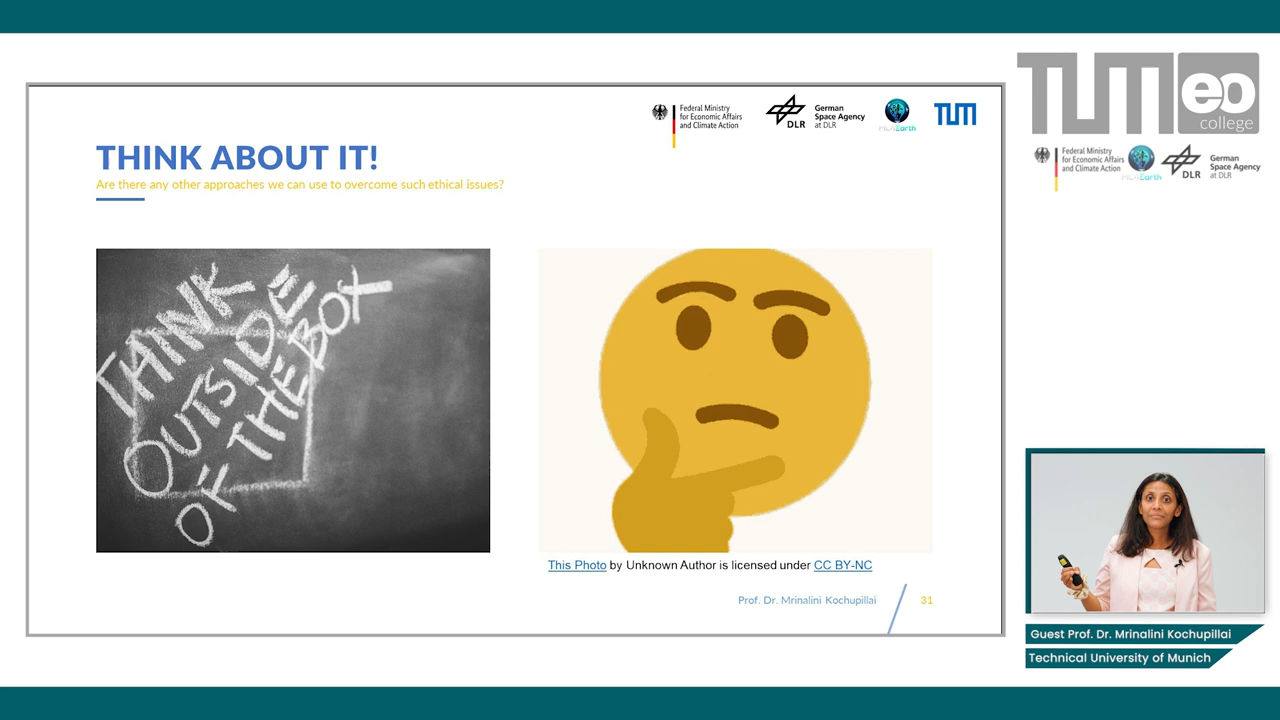 Federal Ministry
for Economic Affairs
and Climate Action
DLR
German
Space Agency
at DLR
ML4Earth
TUM
THINK ABOUT IT!
Are there any other approaches we can use to overcome such ethical issues?
THINK
OUTSIDE
OF THE BOX
This Photo by Unknown Author is licensed under CC BY-NC
Prof. Dr. Mrinalini Kochupillai
31
TUM
eo
college
Federal Ministry
for Economic Affairs
and Climate Action
ML4Earth
DLR
German
Space Agency
at DLR
Guest Prof. Dr. Mrinalini Kochupillai
Technical University of Munich